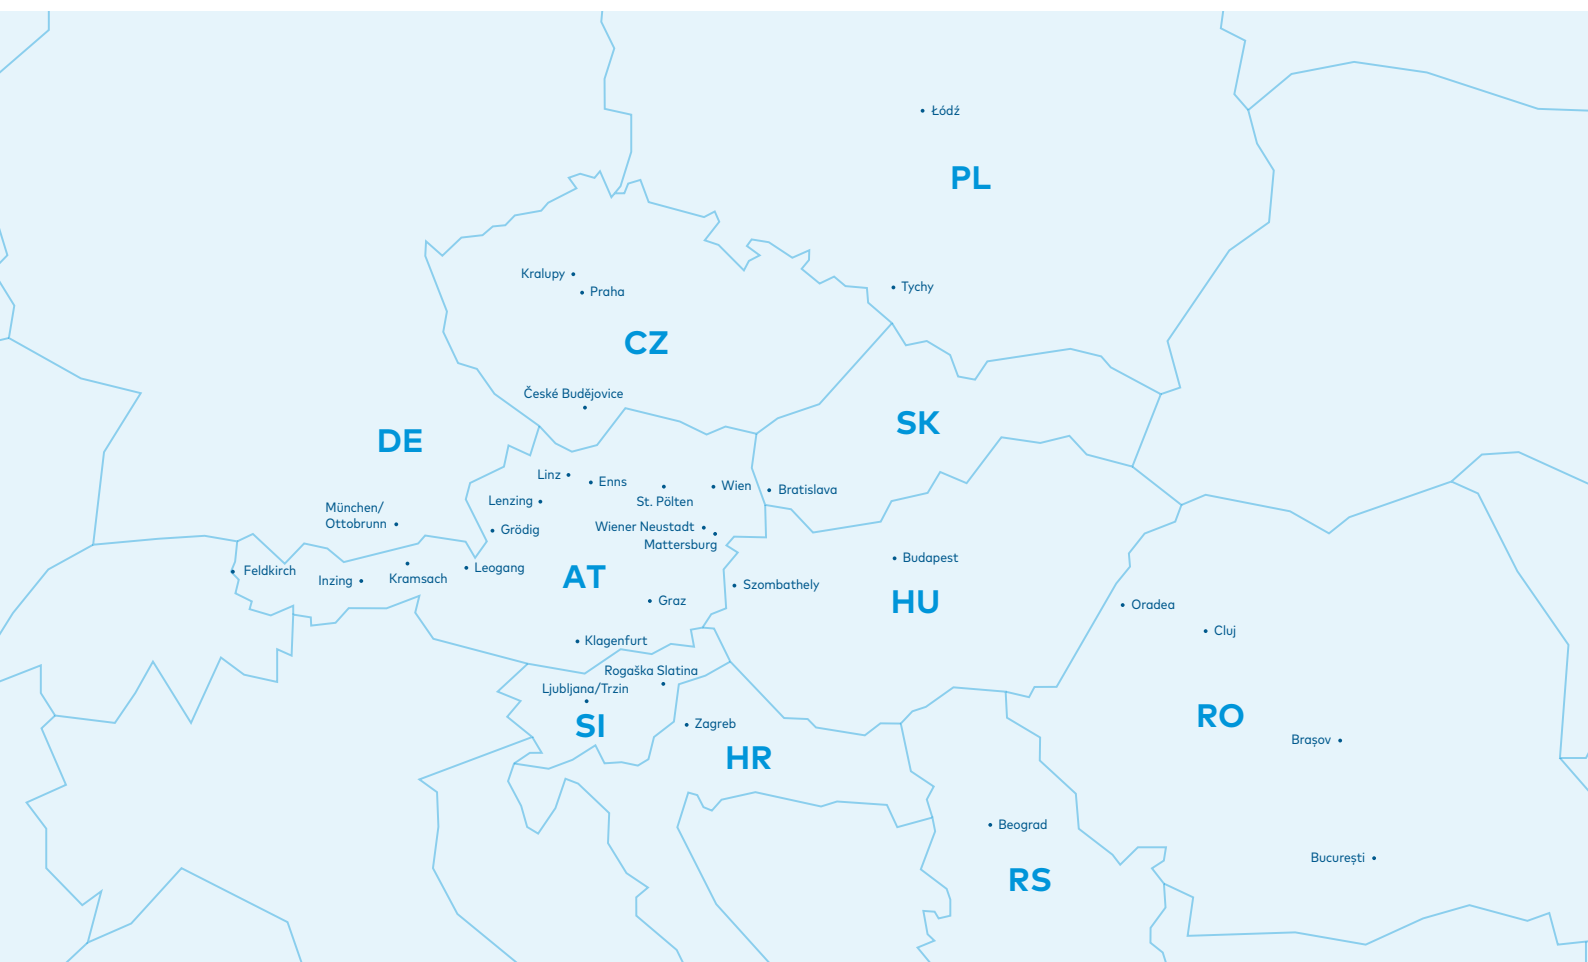 Łódź
PL
Kralupy
Praha
Tychy
CZ
České Budějovice
SK
DE
Linz
Enns
Wien
Bratislava
Lenzing
St. Pölten
München/
Ottobrunn
Grödig
Wiener Neustadt
Mattersburg
Budapest
Feldkirch
Inzing
Kramsach
Leogang
AT
Szombathely
Graz
HU
Oradea
Cluj
Klagenfurt
Rogaška Slatina
Ljubljana/Trzin
SI
Zagreb
HR
RO
Brașov
Beograd
București
RS